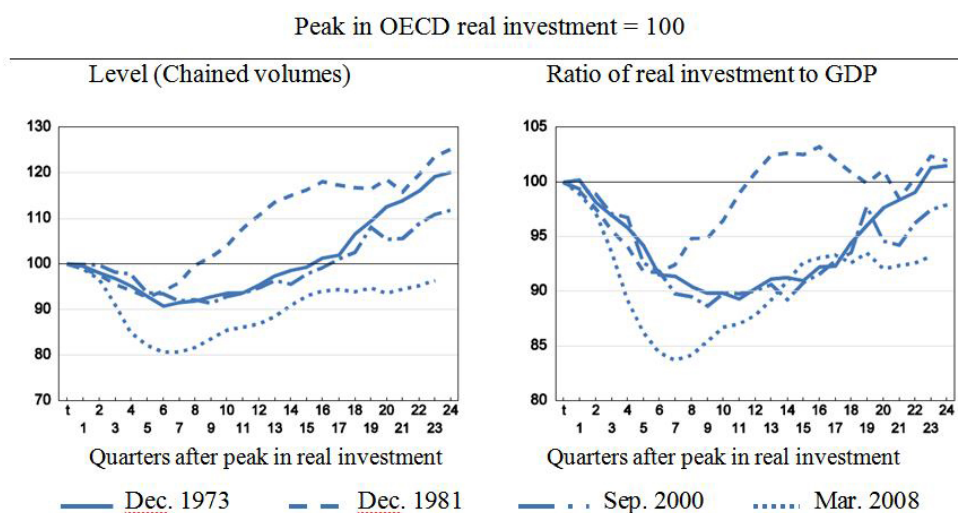 Peak in OECD real investment = 100
Level (Chained volumes)
Ratio of real investment to GDP
130
120
110
100
90
80
70
t 2 4 6 8 10 12 14 16 18 20 22 24
1 3 5 7 9 11 13 15 17 19 21 23
Quarters after peak in real investment
105
100
95
90
85
80
t 2 4 6 8 10 12 14 16 18 20 22 24
1 3 5 7 9 11 13 15 17 19 21 23
Quarters after peak in real investment
Dec. 1973 Dec. 1981 Sep. 2000 Mar. 2008